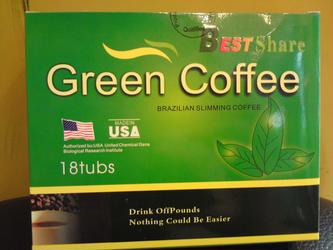 BEST Share
Green Coffee
BRAZILIAN SLIMMING COFFEE
MADE IN
USA
Authorized by:USA United Chemical Gene
Biological Research Institute
18tubs
Drink OffPounds
Nothing Could Be Easier